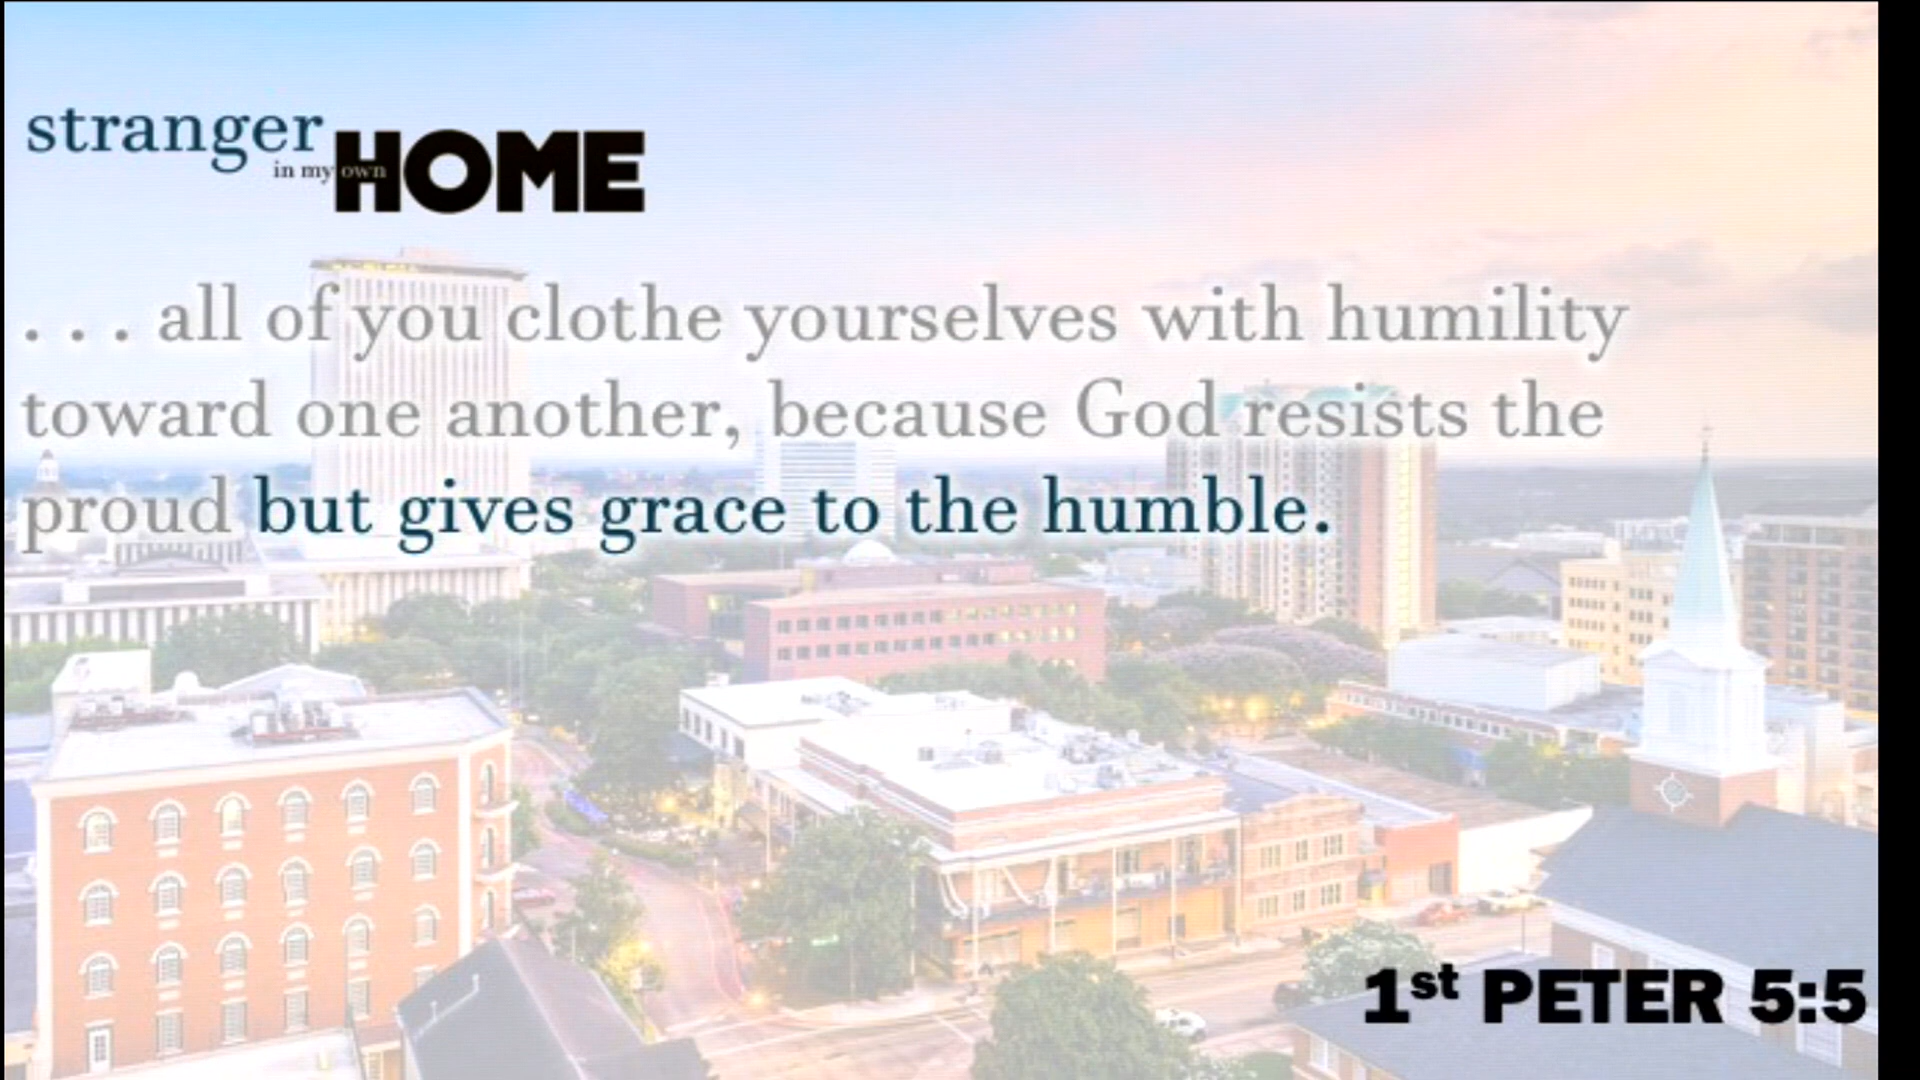 stranger
in my own
HOME
. . . all of you clothe yourselves with humility
toward one another, because God resists the
proud but gives grace to the humble.
1st PETER 5:5